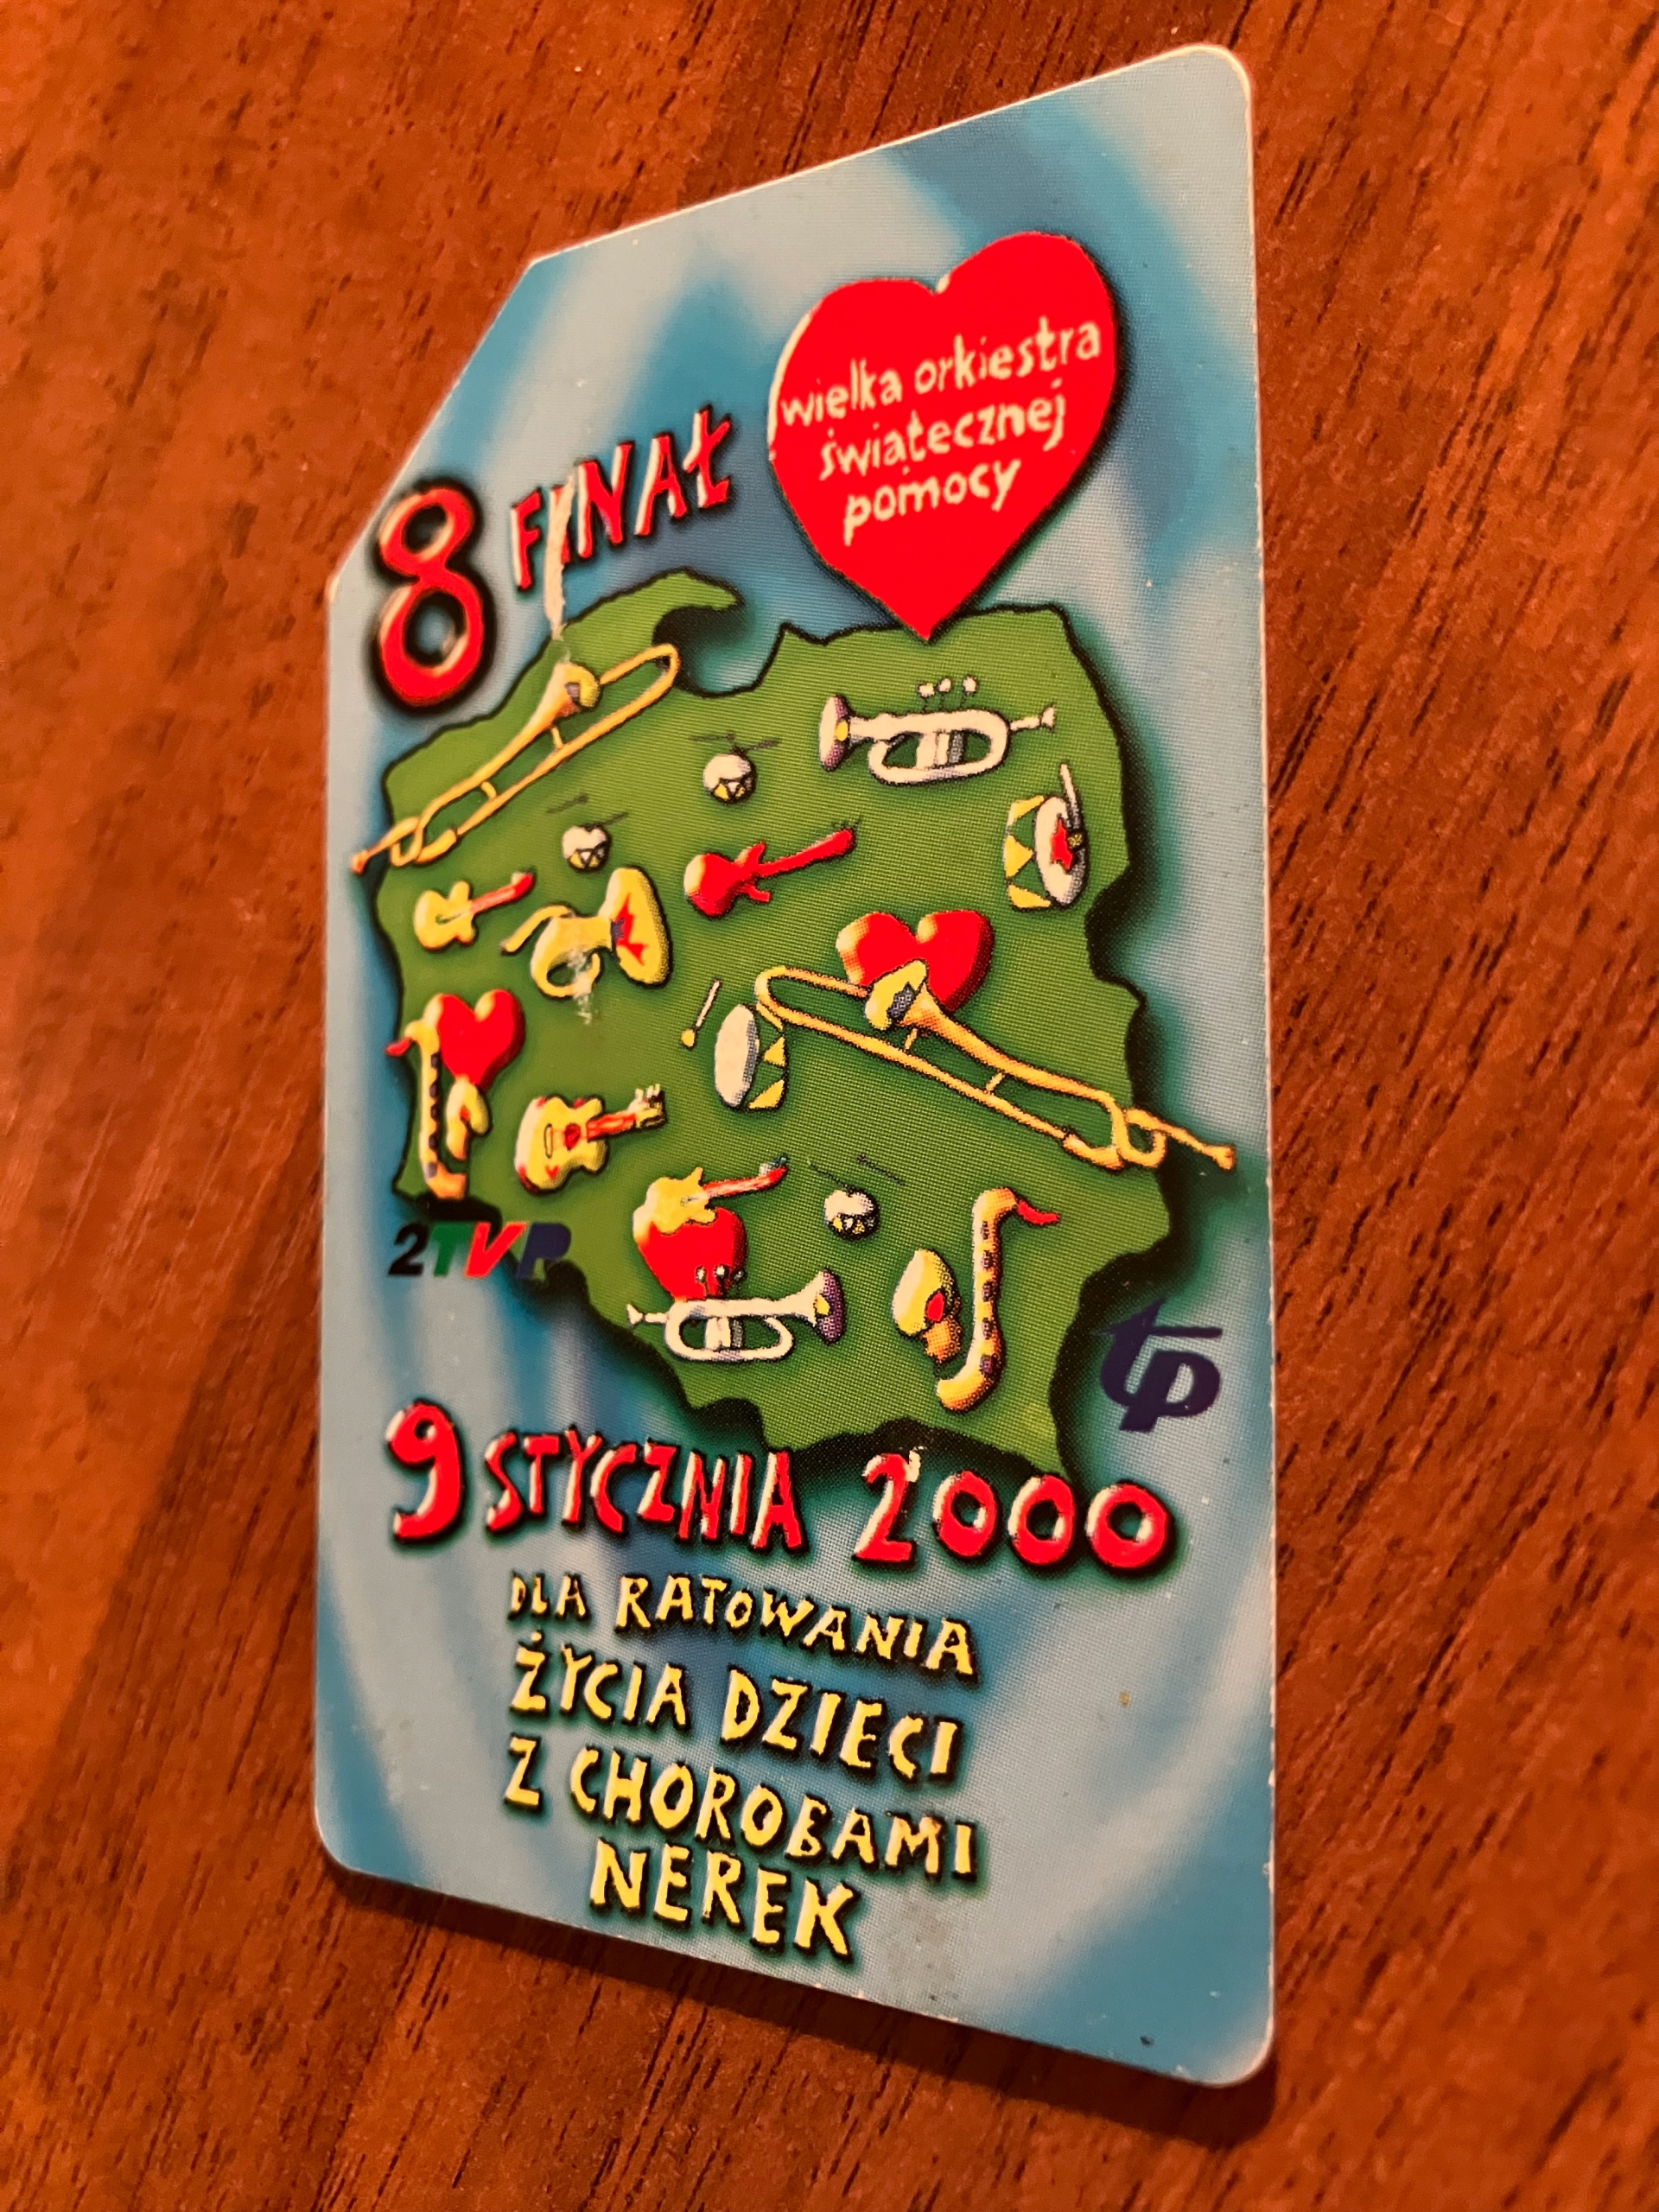 wielka orkiestra
świątecznej
pomocy
8 FINAŁ
2TVP
tp
9 STYCZNIA 2000
DLA RATOWANIA
ŻYCIA DZIECI
Z CHOROBAMI
NEREK